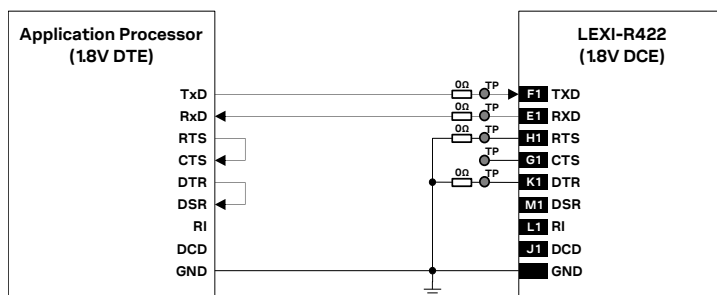 Application Processor
(1.8V DTE)
LEXI-R422
(1.8V DCE)
TxD 0Ω TP F1 TXD
RxD 0Ω TP E1 RXD
RTS 0Ω TP H1 RTS
CTS TP G1 CTS
DTR 0Ω TP K1 DTR
DSR M1 DSR
RI L1 RI
DCD J1 DCD
GND GND